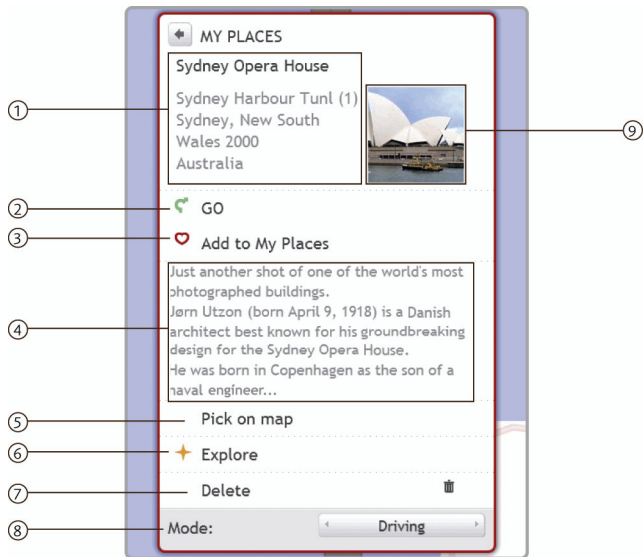 MY PLACES
Sydney Opera House
Sydney Harbour Tunl (1)
Sydney, New South
Wales 2000
Australia
GO
Add to My Places
Just another shot of one of the world's most
photographed buildings.
Jørn Utzon (born April 9, 1918) is a Danish
architect best known for his groundbreaking
design for the Sydney Opera House.
He was born in Copenhagen as the son of a
naval engineer...
Pick on map
Explore
Delete
Mode: Driving
①
②
③
④
⑤
⑥
⑦
⑧
⑨